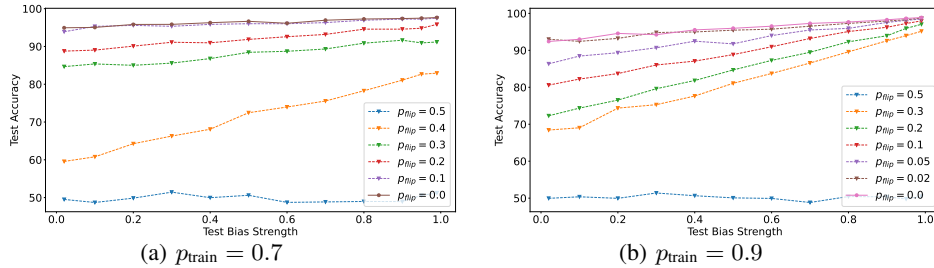 100
90
80
70
60
50
Test Accuracy
0.0 0.2 0.4 0.6 0.8 1.0
Test Bias Strength
p_flip = 0.5
p_flip = 0.4
p_flip = 0.3
p_flip = 0.2
p_flip = 0.1
p_flip = 0.0
(a) p_train = 0.7
100
90
80
70
60
50
Test Accuracy
0.0 0.2 0.4 0.6 0.8 1.0
Test Bias Strength
p_flip = 0.5
p_flip = 0.3
p_flip = 0.2
p_flip = 0.1
p_flip = 0.05
p_flip = 0.02
p_flip = 0.0
(b) p_train = 0.9